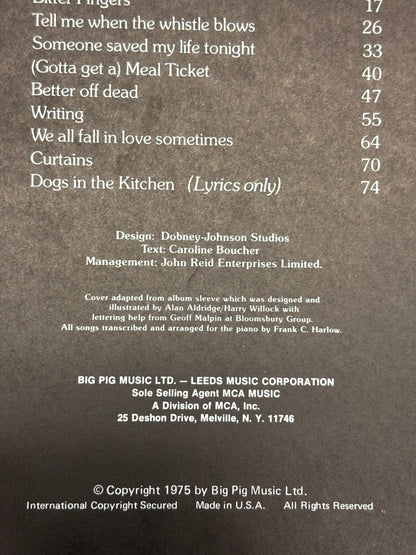 Bitter Fingers 17
Tell me when the whistle blows 26
Someone saved my life tonight 33
(Gotta get a) Meal Ticket 40
Better off dead 47
Writing 55
We all fall in love sometimes 64
Curtains 70
Dogs in the Kitchen (Lyrics only) 74
Design: Dobney-Johnson Studios
Text: Caroline Boucher
Management: John Reid Enterprises Limited.
Cover adapted from album sleeve which was designed and
illustrated by Alan Aldridge/Harry Willock with
lettering help from Geoff Malpin at Bloomsbury Group.
All songs transcribed and arranged for the piano by Frank C. Harlow.
BIG PIG MUSIC LTD. — LEEDS MUSIC CORPORATION
Sole Selling Agent MCA MUSIC
A Division of MCA, Inc.
25 Deshon Drive, Melville, N. Y. 11746
© Copyright 1975 by Big Pig Music Ltd.
International Copyright Secured Made in U.S.A. All Rights Reserved